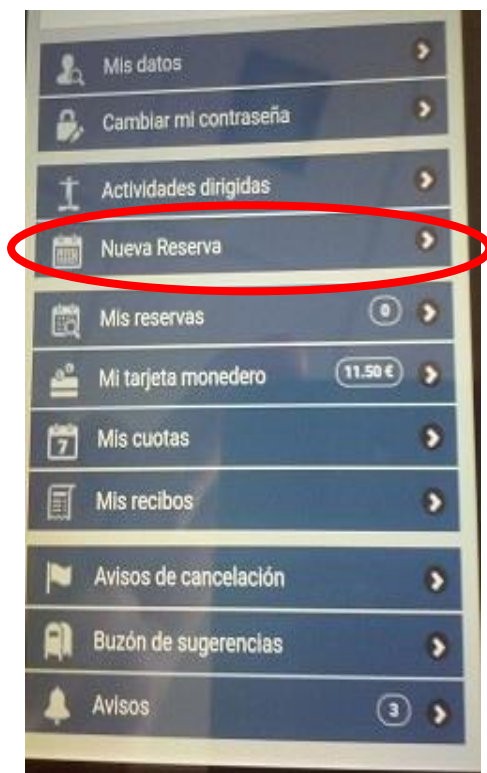 Mis datos
Cambiar mi contraseña
Actividades dirigidas
Nueva Reserva
Mis reservas 0
Mi tarjeta monedero 11.50 €
Mis cuotas
7
Mis recibos
Avisos de cancelación
Buzón de sugerencias
Avisos 3